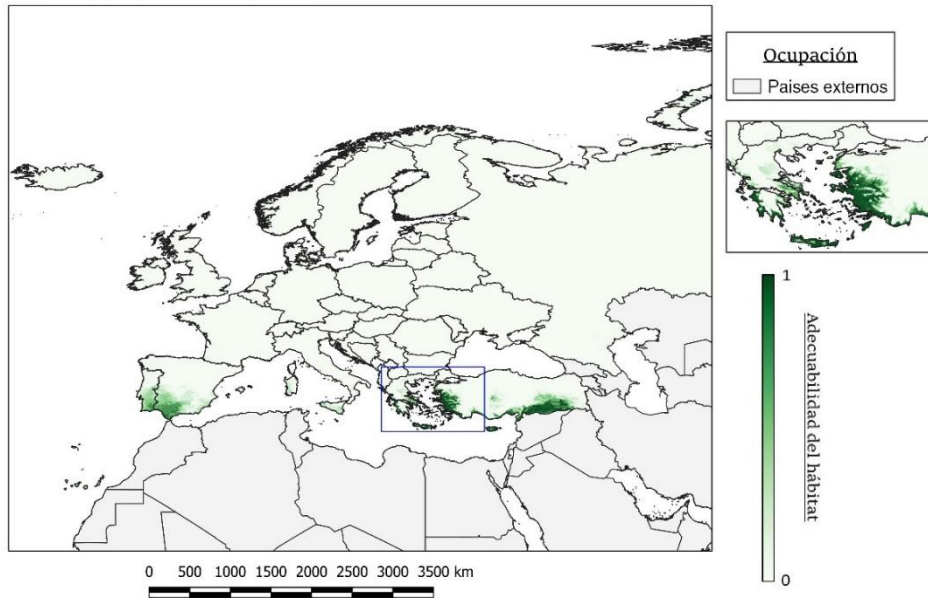 Ocupación
Paises externos
1
Adecuabilidad del hábitat
0
0 500 1000 1500 2000 2500 3000 3500 km